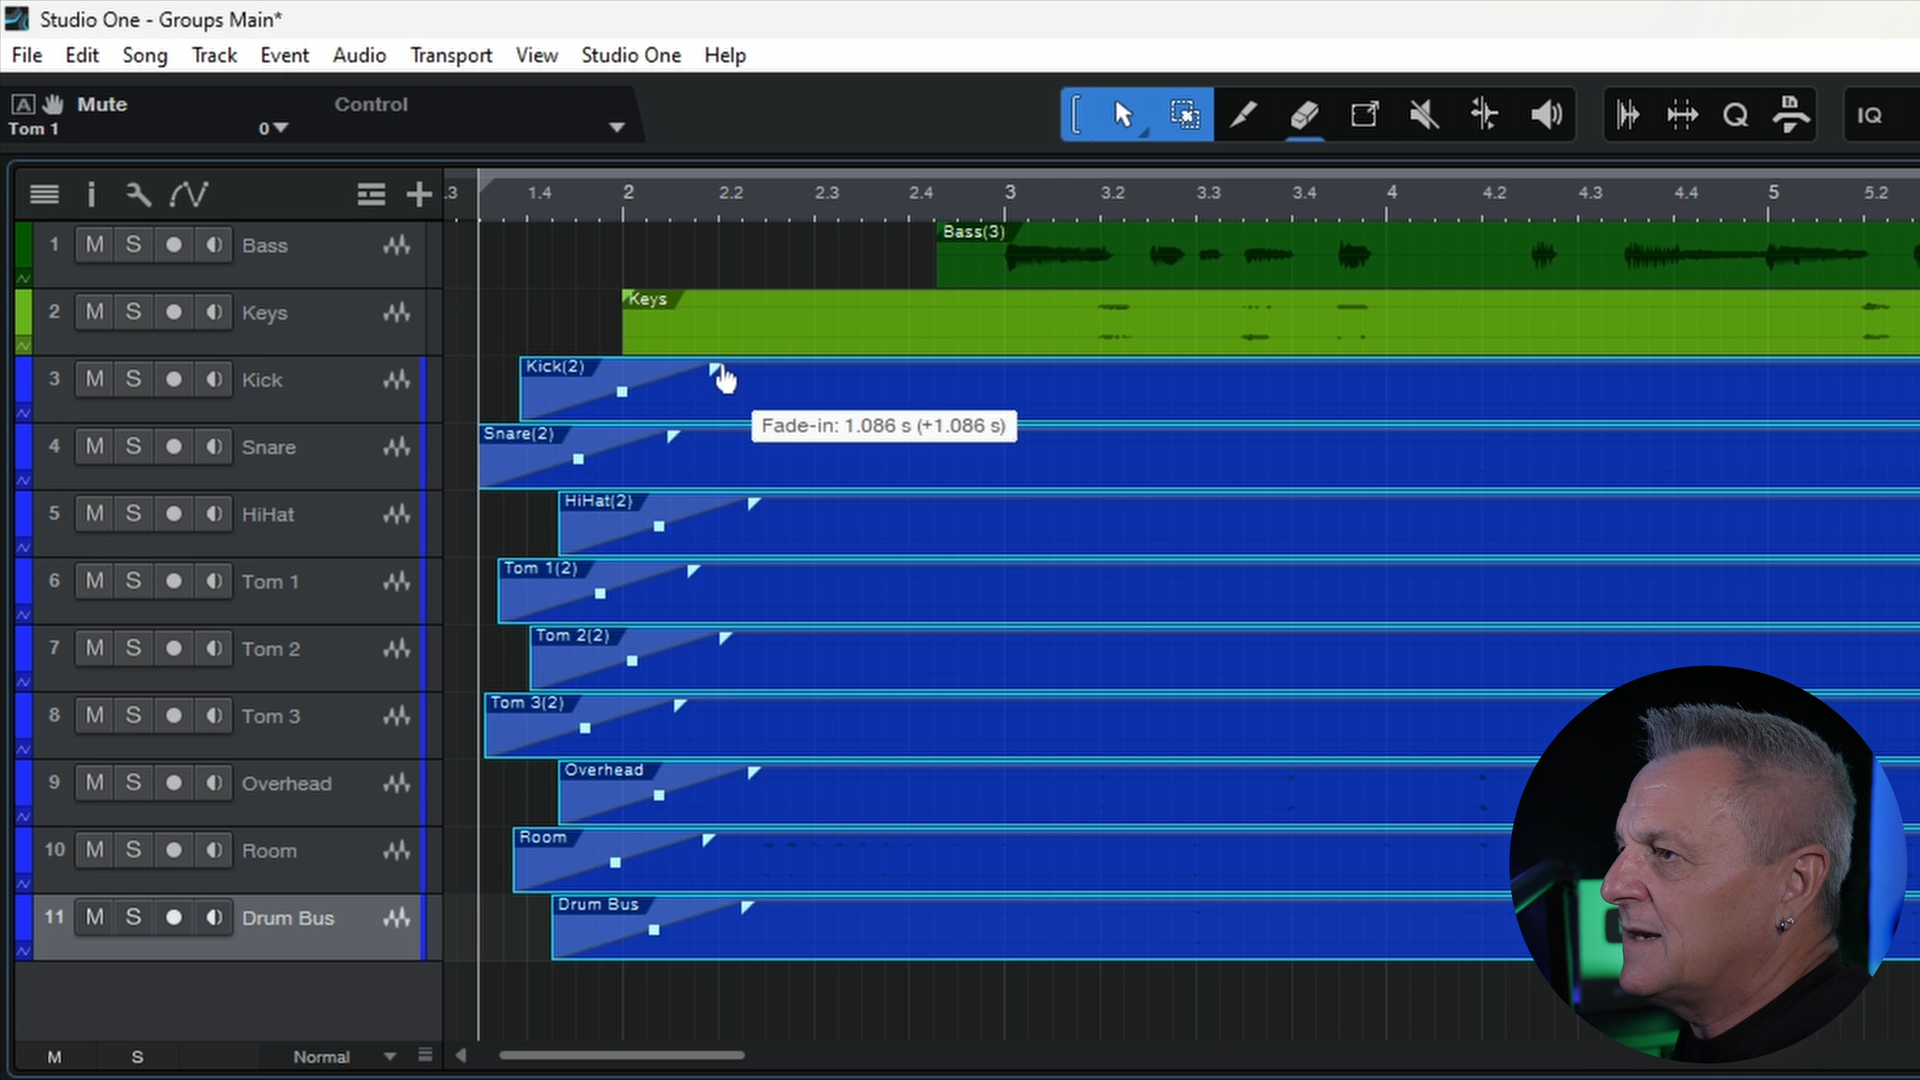 Studio One - Groups Main*
File Edit Song Track Event Audio Transport View Studio One Help
A Mute Control
Tom 1 0
Q IQ
.3 1.4 2 2.2 2.3 2.4 3 3.2 3.3 3.4 4 4.2 4.3 4.4 5 5.2
1 M S Bass
Bass(3)
2 M S Keys
Keys
3 M S Kick
Kick(2)
Fade-in: 1.086 s (+1.086 s)
4 M S Snare
Snare(2)
5 M S HiHat
HiHat(2)
6 M S Tom 1
Tom 1(2)
7 M S Tom 2
Tom 2(2)
8 M S Tom 3
Tom 3(2)
9 M S Overhead
Overhead
10 M S Room
Room
11 M S Drum Bus
Drum Bus
M S Normal